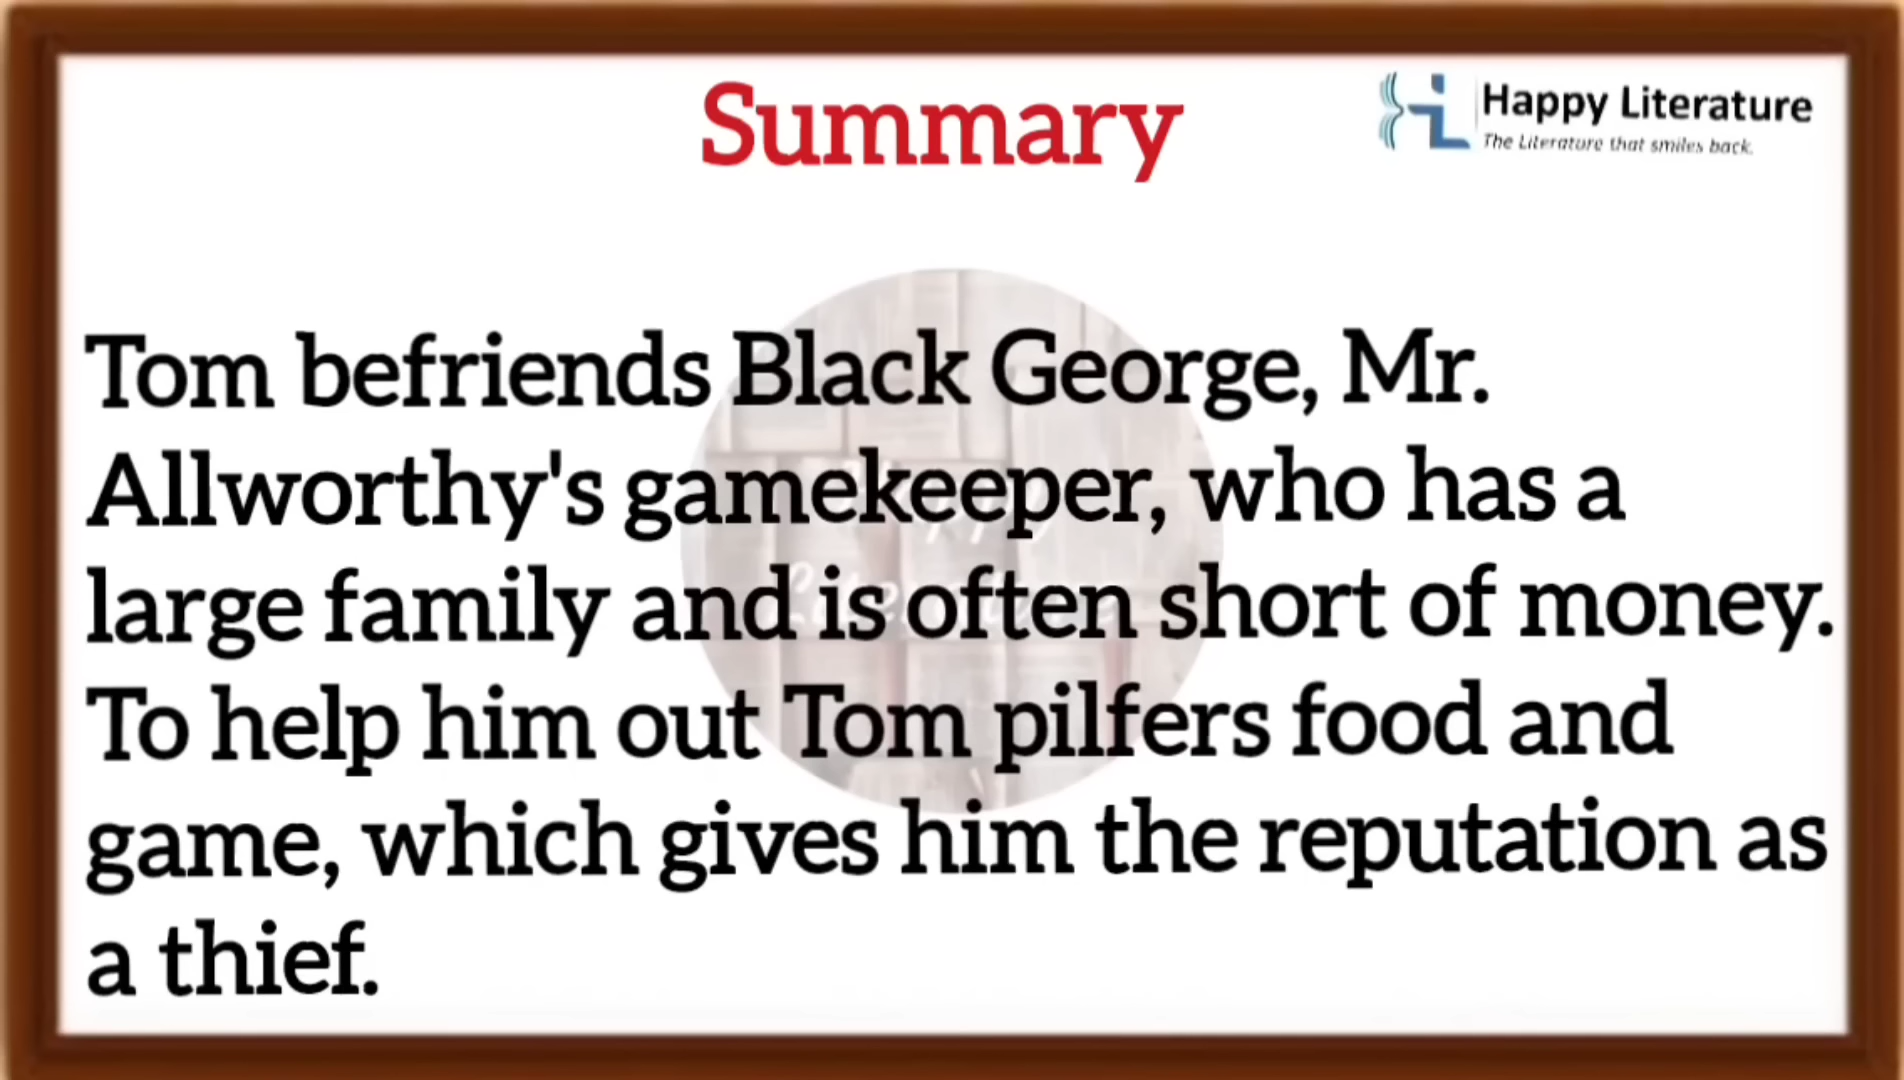 Summary
Happy Literature
The Literature that smiles back.
Tom befriends Black George, Mr.
Allworthy's gamekeeper, who has a
large family and is often short of money.
To help him out Tom pilfers food and
game, which gives him the reputation as
a thief.